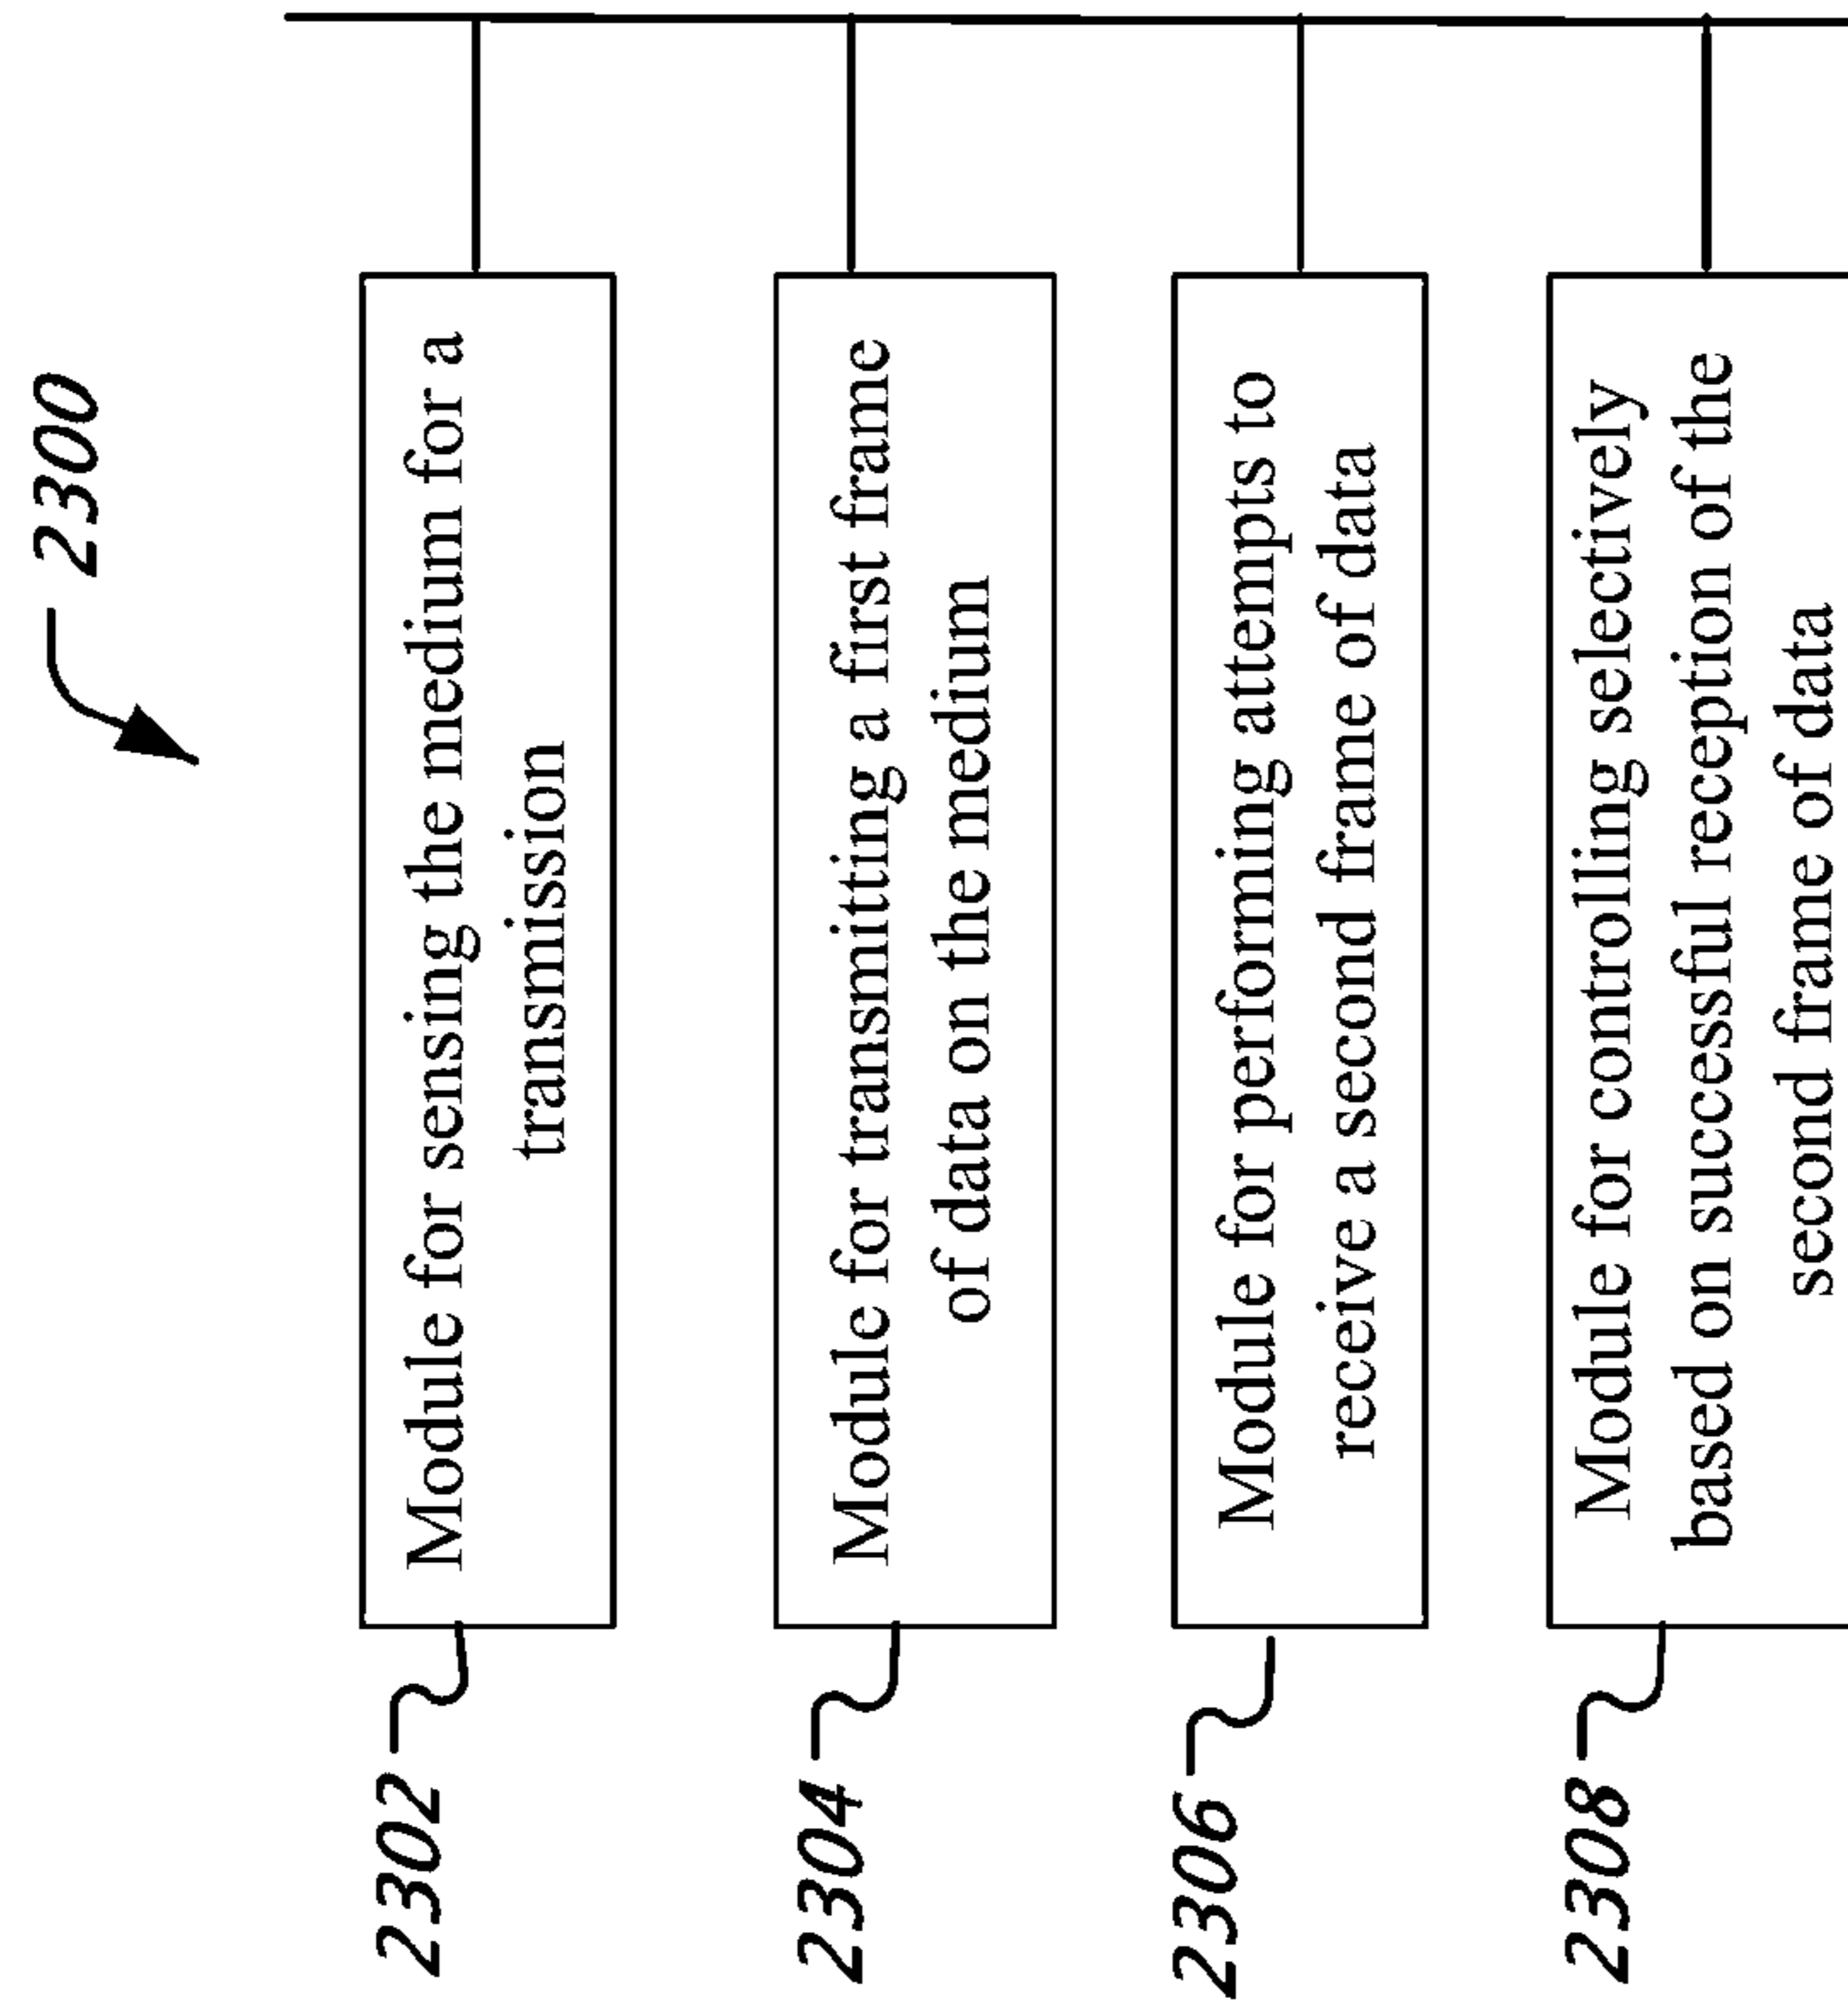 2300
2302
Module for sensing the medium for a
transmission
2304
Module for transmitting a first frame
of data on the medium
2306
Module for performing attempts to
receive a second frame of data
2308
Module for controlling selectively
based on successful reception of the
second frame of data